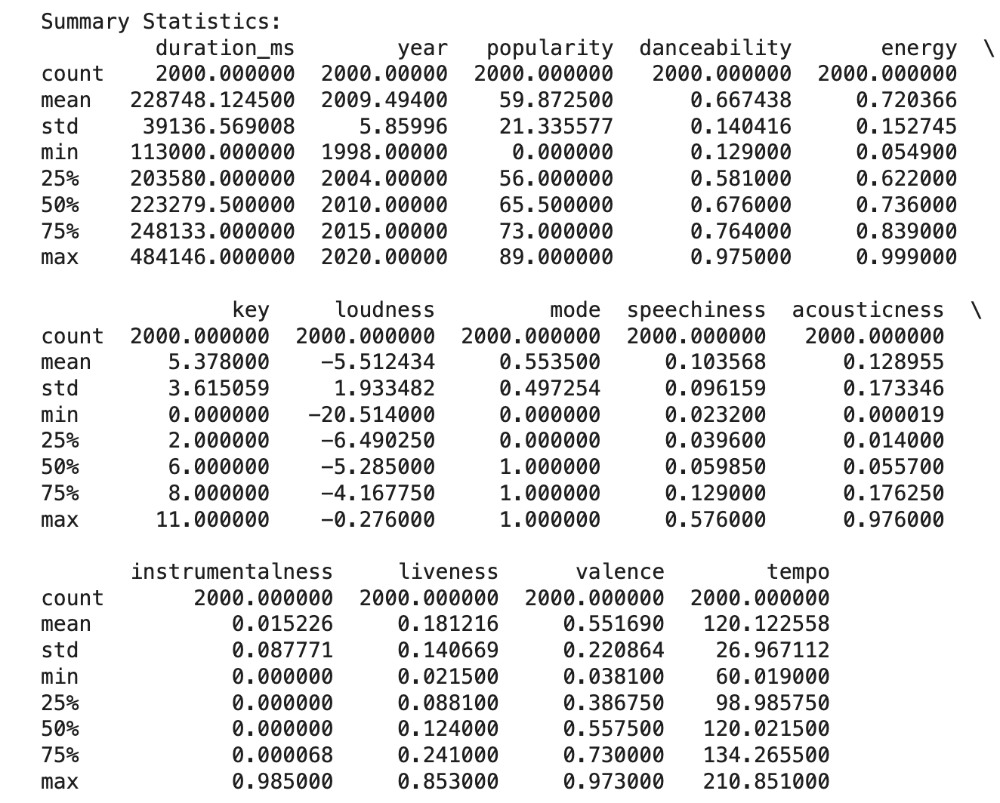 Summary Statistics:
duration_ms year popularity danceability energy \
count 2000.000000 2000.00000 2000.000000 2000.000000 2000.000000
mean 228748.124500 2009.49400 59.872500 0.667438 0.720366
std 39136.569008 5.85996 21.335577 0.140416 0.152745
min 113000.000000 1998.00000 0.000000 0.129000 0.054900
25% 203580.000000 2004.00000 56.000000 0.581000 0.622000
50% 223279.500000 2010.00000 65.500000 0.676000 0.736000
75% 248133.000000 2015.00000 73.000000 0.764000 0.839000
max 484146.000000 2020.00000 89.000000 0.975000 0.999000
key loudness mode speechiness acousticness \
count 2000.000000 2000.000000 2000.000000 2000.000000 2000.000000
mean 5.378000 -5.512434 0.553500 0.103568 0.128955
std 3.615059 1.933482 0.497254 0.096159 0.173346
min 0.000000 -20.514000 0.000000 0.023200 0.000019
25% 2.000000 -6.490250 0.000000 0.039600 0.014000
50% 6.000000 -5.285000 1.000000 0.059850 0.055700
75% 8.000000 -4.167750 1.000000 0.129000 0.176250
max 11.000000 -0.276000 1.000000 0.576000 0.976000
instrumentalness liveness valence tempo
count 2000.000000 2000.000000 2000.000000 2000.000000
mean 0.015226 0.181216 0.551690 120.122558
std 0.087771 0.140669 0.220864 26.967112
min 0.000000 0.021500 0.038100 60.019000
25% 0.000000 0.088100 0.386750 98.985750
50% 0.000000 0.124000 0.557500 120.021500
75% 0.000068 0.241000 0.730000 134.265500
max 0.985000 0.853000 0.973000 210.851000